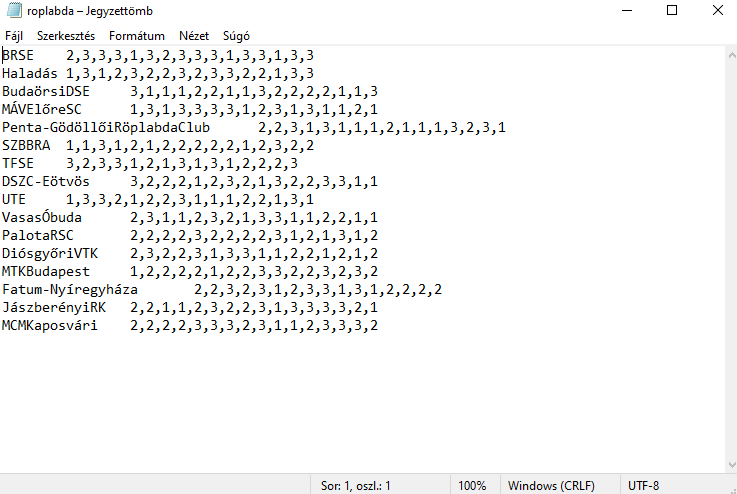 roplabda – Jegyzettömb
Fájl Szerkesztés Formátum Nézet Súgó
BRSE 2,3,3,3,1,3,2,3,3,3,1,3,3,1,3,3
Haladás 1,3,1,2,3,2,2,3,2,3,3,2,2,1,3,3
BudaörsiDSE 3,1,1,1,2,2,1,1,3,2,2,2,2,1,1,3
MÁVElőreSC 1,3,1,3,3,3,3,1,2,3,1,3,1,1,2,1
Penta-GödöllőiRöplabdaClub 2,2,3,1,3,1,1,1,2,1,1,1,3,2,3,1
SZBBRA 1,1,3,1,2,1,2,2,2,2,2,1,2,3,2,2
TFSE 3,2,3,3,1,2,1,3,1,3,1,2,2,2,3
DSZC-Eötvös 3,2,2,2,1,2,3,2,1,3,2,2,3,3,1,1
UTE 1,3,3,2,1,2,2,3,1,1,1,2,2,1,3,1
VasasÓbuda 2,3,1,1,2,3,2,1,3,3,1,1,2,2,1,1
PalotaRSC 2,2,2,2,3,2,2,2,2,3,1,2,1,3,1,2
DiósgyőriVTK 2,3,2,2,3,1,3,3,1,1,2,2,1,2,1,2
MTKBudapest 1,2,2,2,2,1,2,2,3,3,2,2,3,2,3,2
Fatum-Nyíregyháza 2,2,3,2,3,1,2,3,3,1,3,1,2,2,2,2
JászberényiRK 2,2,1,1,2,3,2,2,3,1,3,3,3,3,2,1
MCMKaposvári 2,2,2,2,3,3,3,2,3,1,1,2,3,3,3,2
Sor: 1, oszl.: 1 100% Windows (CRLF) UTF-8